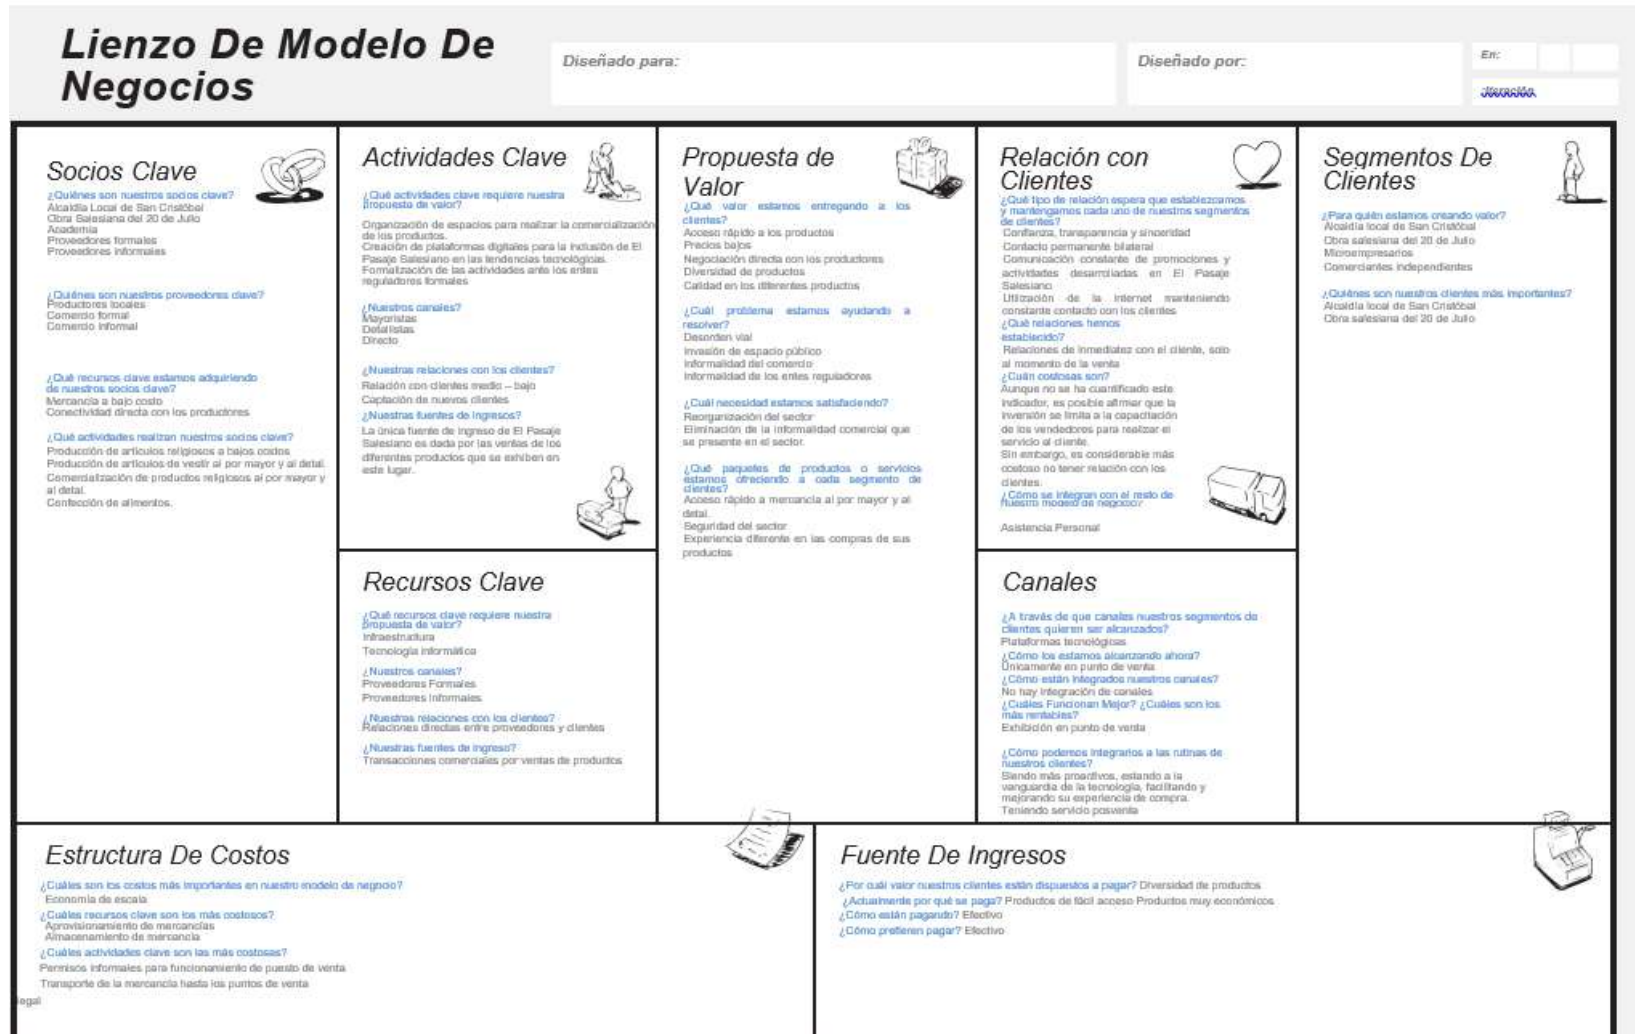 Lienzo De Modelo De
Negocios
Diseñado para:
Diseñado por:
En:
Iteración
Socios Clave
¿Quiénes son nuestros socios clave?
Alcaldía Local de San Cristóbal
Obra Salesiana del 20 de Julio
Academia
Proveedores formales
Proveedores informales
¿Quiénes son nuestros proveedores clave?
Productores locales
Comercio formal
Comercio informal
¿Qué recursos clave estamos adquiriendo
de nuestros socios clave?
Mercancía a bajo costo
Conectividad directa con los productores
¿Qué actividades realizan nuestros socios clave?
Producción de artículos religiosos a bajos costos
Producción de artículos de vestir al por mayor y al detal.
Comercialización de productos religiosos al por mayor y
al detal.
Confección de alimentos.
Actividades Clave
¿Qué actividades clave requiere nuestra
propuesta de valor?
Organización de espacios para realizar la comercialización
de los productos.
Creación de plataformas digitales para la inclusión de El
Pasaje Salesiano en las tendencias tecnológicas.
Formalización de las actividades ante los entes
reguladores formales
¿Nuestros canales?
Mayoristas
Detallistas
Directo
¿Nuestras relaciones con los clientes?
Relación con clientes medio – bajo
Captación de nuevos clientes
¿Nuestras fuentes de ingresos?
La única fuente de ingreso de El Pasaje
Salesiano es dada por las ventas de los
diferentes productos que se exhiben en
este lugar.
Recursos Clave
¿Qué recursos clave requiere nuestra
propuesta de valor?
Infraestructura
Tecnología informática
¿Nuestros canales?
Proveedores Formales
Proveedores Informales
¿Nuestras relaciones con los clientes?
Relaciones directas entre proveedores y clientes
¿Nuestras fuentes de ingreso?
Transacciones comerciales por ventas de productos
Propuesta de
Valor
¿Qué valor estamos entregando a los
clientes?
Acceso rápido a los productos
Precios bajos
Negociación directa con los productores
Diversidad de productos
Calidad en los diferentes productos
¿Cuál problema estamos ayudando a
resolver?
Desorden vial
Invasión de espacio público
Informalidad del comercio
Informalidad de los entes reguladores
¿Cuál necesidad estamos satisfaciendo?
Reorganización del sector
Eliminación de la informalidad comercial que
se presente en el sector.
¿Qué paquetes de productos o servicios
estamos ofreciendo a cada segmento de
clientes?
Acceso rápido a mercancía al por mayor y al
detal.
Seguridad del sector
Experiencia diferente en las compras de sus
productos
Relación con
Clientes
¿Qué tipo de relación espera que establezcamos
y mantengamos cada uno de nuestros segmentos
de clientes?
Confianza, transparencia y sinceridad
Contacto permanente bilateral
Comunicación constante de promociones y
actividades desarrolladas en El Pasaje
Salesiano
Utilización de la internet manteniendo
constante contacto con los clientes
¿Qué relaciones hemos
establecido?
Relaciones de inmediatez con el cliente, solo
al momento de la venta
¿Cuán costosas son?
Aunque no se ha cuantificado este
indicador, es posible afirmar que la
inversión se limita a la capacitación
de los vendedores para realizar el
servicio al cliente.
Sin embargo, es considerable más
costoso no tener relación con los
clientes.
¿Cómo se integran con el resto de
nuestro modelo de negocio?
Asistencia Personal
Canales
¿A través de que canales nuestros segmentos de
clientes quieren ser alcanzados?
Plataformas tecnológicas
¿Cómo los estamos alcanzando ahora?
Únicamente en punto de venta
¿Cómo están integrados nuestros canales?
No hay integración de canales
¿Cuáles Funcionan Mejor? ¿Cuáles son los
más rentables?
Exhibición en punto de venta
¿Cómo podemos integrarlos a las rutinas de
nuestros clientes?
Siendo más proactivos, estando a la
vanguardia de la tecnología, facilitando y
mejorando su experiencia de compra.
Teniendo servicio posventa
Segmentos De
Clientes
¿Para quién estamos creando valor?
Alcaldía local de San Cristóbal
Obra salesiana del 20 de Julio
Microempresarios
Comerciantes independientes
¿Quiénes son nuestros clientes más importantes?
Alcaldía local de San Cristóbal
Obra salesiana del 20 de Julio
Estructura De Costos
¿Cuáles son los costos más importantes en nuestro modelo de negocio?
Economía de escala
¿Cuáles recursos clave son los más costosos?
Aprovisionamiento de mercancías
Almacenamiento de mercancía
¿Cuáles actividades clave son las más costosas?
Permisos informales para funcionamiento de puesto de venta
Transporte de la mercancía hasta los puntos de venta
legal
Fuente De Ingresos
¿Por cuál valor nuestros clientes están dispuestos a pagar? Diversidad de productos
¿Actualmente por qué se paga? Productos de fácil acceso Productos muy económicos
¿Cómo están pagando? Efectivo
¿Cómo prefieren pagar? Efectivo